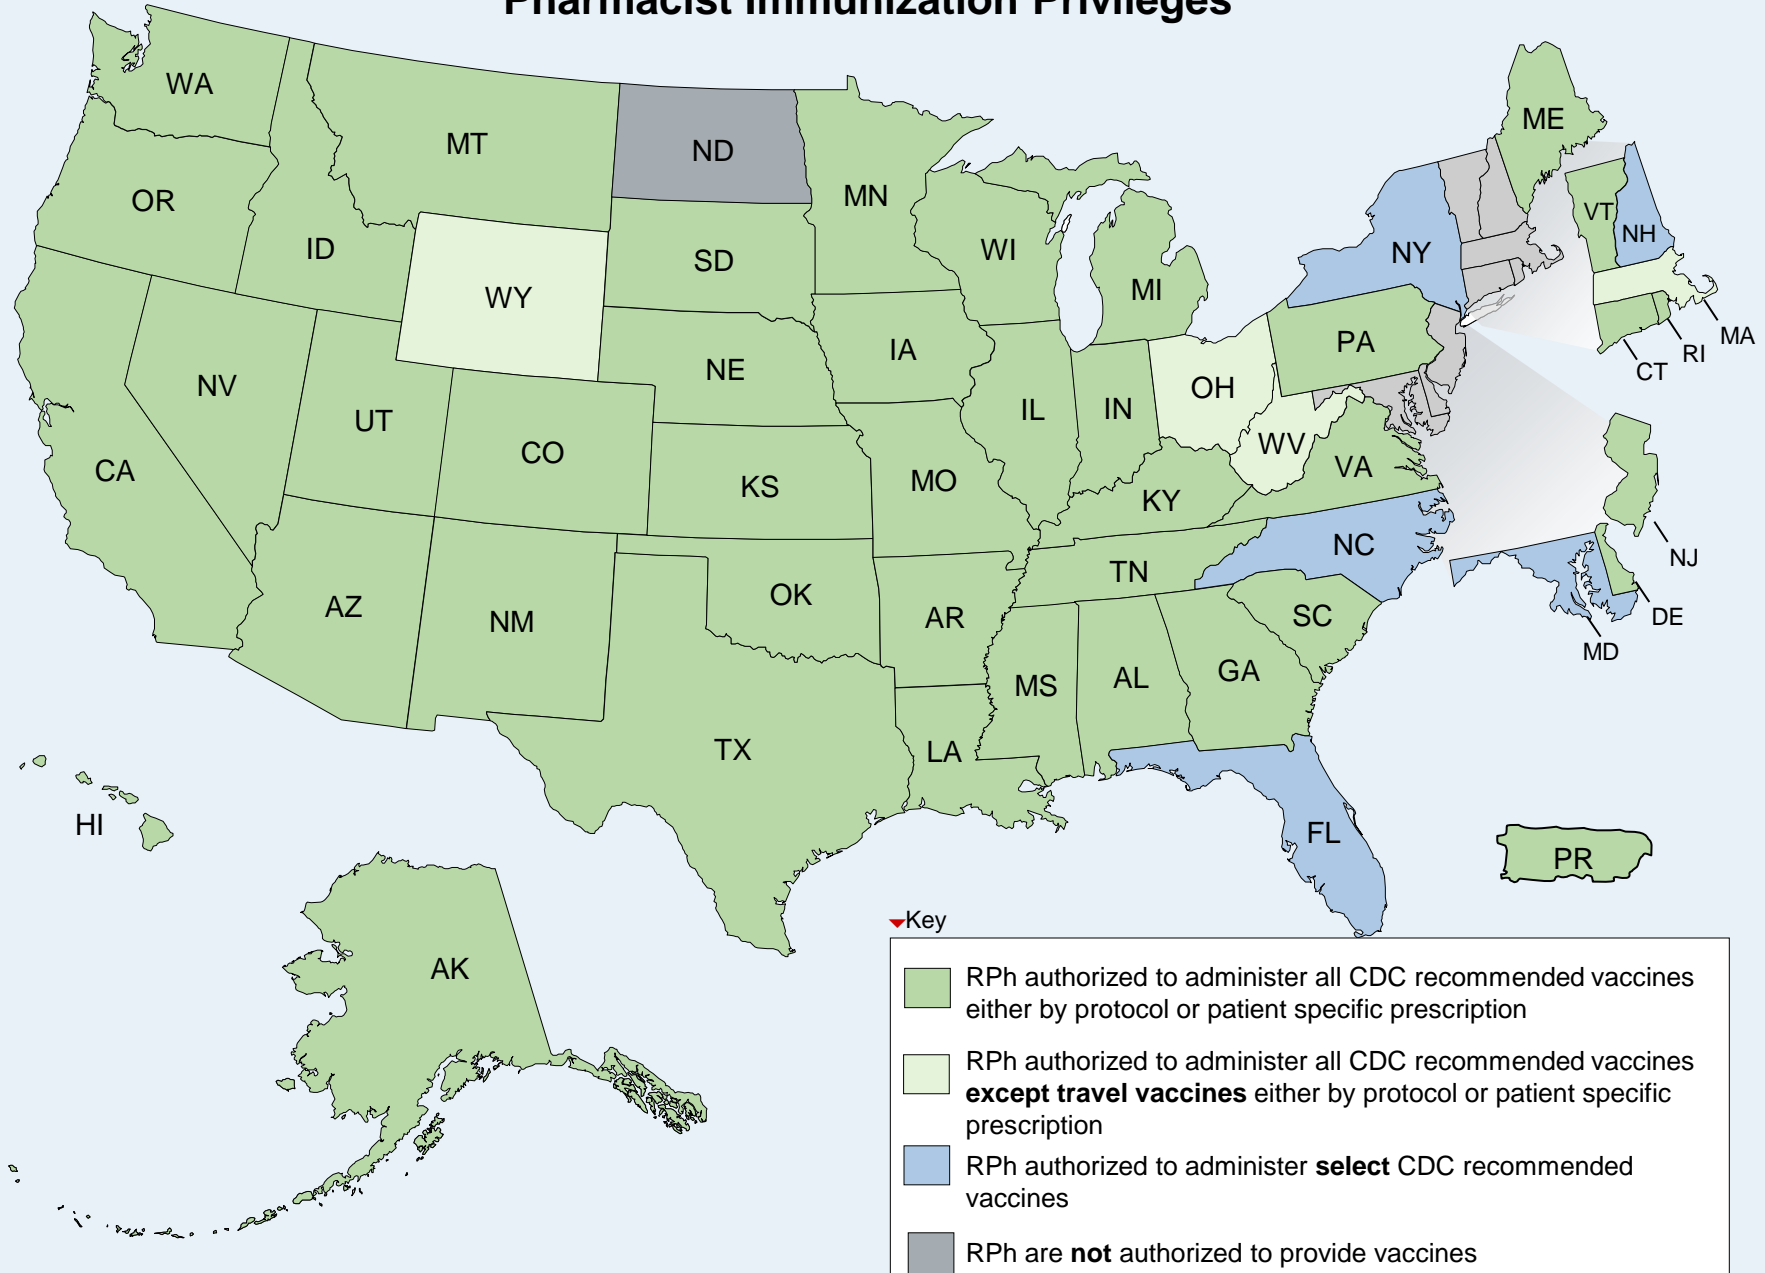 Pharmacist Immunization Privileges
WA
MT
ND
MN
ME
OR
ID
WY
SD
WI
MI
NY
VT
NH
MA
RI
CT
NV
UT
CO
NE
IA
IL
IN
OH
PA
WV
VA
CA
KS
MO
KY
NC
NJ
DE
MD
AZ
NM
OK
AR
TN
SC
MS
AL
GA
TX
LA
FL
HI
AK
PR
Key
RPh authorized to administer all CDC recommended vaccines
either by protocol or patient specific prescription
RPh authorized to administer all CDC recommended vaccines
except travel vaccines either by protocol or patient specific
prescription
RPh authorized to administer select CDC recommended
vaccines
RPh are not authorized to provide vaccines